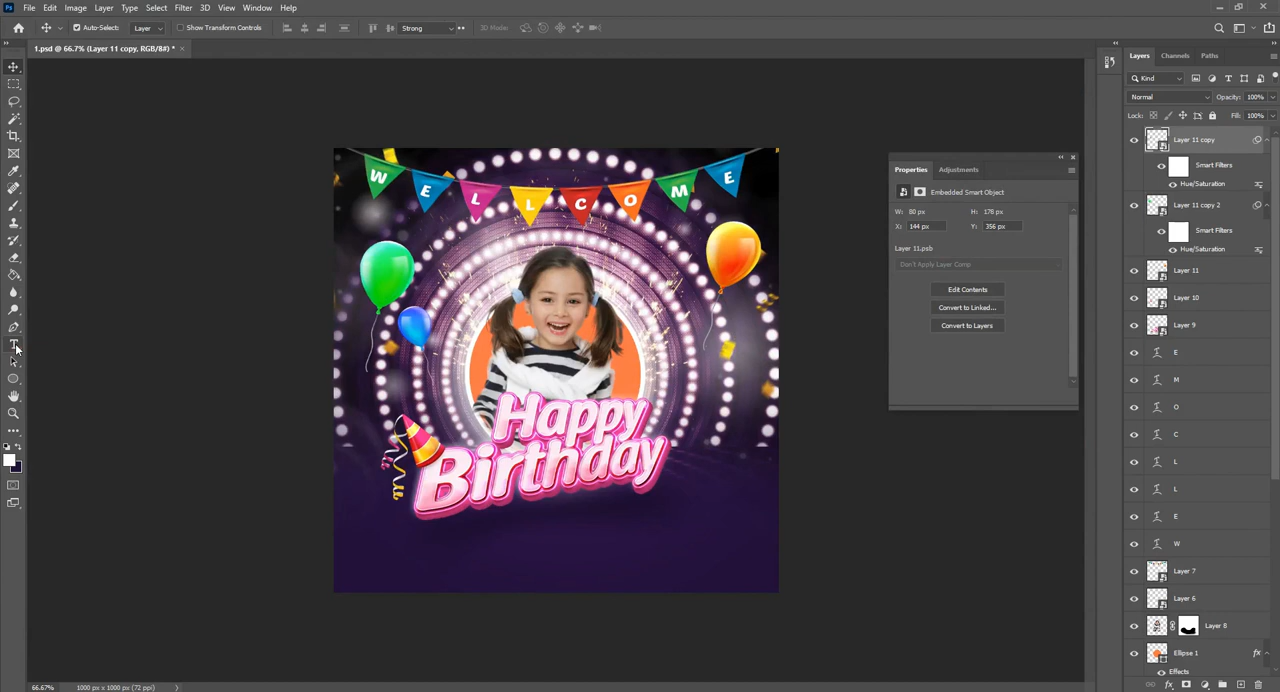 Ps File Edit Image Layer Type Select Filter 3D View Window Help
Auto-Select: Layer Show Transform Controls Strong 3D Mode:
1.psd @ 66.7% (Layer 11 copy, RGB/8#) *
Layers Channels Paths
Kind
Normal Opacity: 100%
Lock: Fill: 100%
Layer 11 copy
Smart Filters
Hue/Saturation
Layer 11 copy 2
Smart Filters
Hue/Saturation
Layer 11
Layer 10
Layer 9
E
M
O
C
L
L
E
W
Layer 7
Layer 6
Layer 8
Ellipse 1 fx
Effects
Properties Adjustments
Embedded Smart Object
W: 80 px H: 178 px
X: 144 px Y: 356 px
Layer 11.psb
Don't Apply Layer Comp
Edit Contents
Convert to Linked...
Convert to Layers
WELLCOME
Happy
Birthday
66.67% 1000 px x 1000 px (72 ppi)